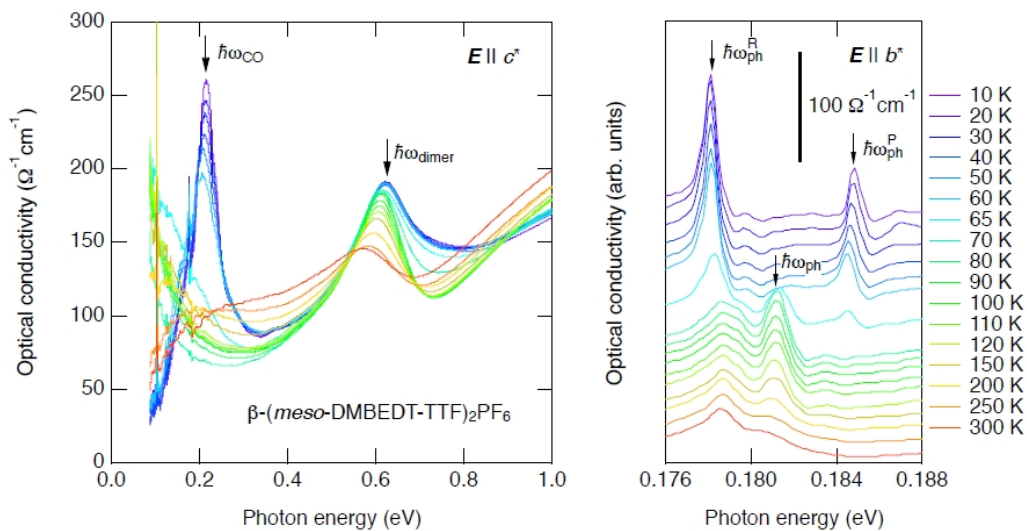 Optical conductivity (Ω⁻¹ cm⁻¹)
300
250
200
150
100
50
0
0.0 0.2 0.4 0.6 0.8 1.0
Photon energy (eV)
ħω_CO
E || c*
ħω_dimer
β-(meso-DMBEDT-TTF)2PF6
Optical conductivity (arb. units)
ħω_ph^R
E || b*
100 Ω⁻¹cm⁻¹
ħω_ph^P
ħω_ph
0.176 0.180 0.184 0.188
Photon energy (eV)
10 K
20 K
30 K
40 K
50 K
60 K
65 K
70 K
80 K
90 K
100 K
110 K
120 K
150 K
200 K
250 K
300 K